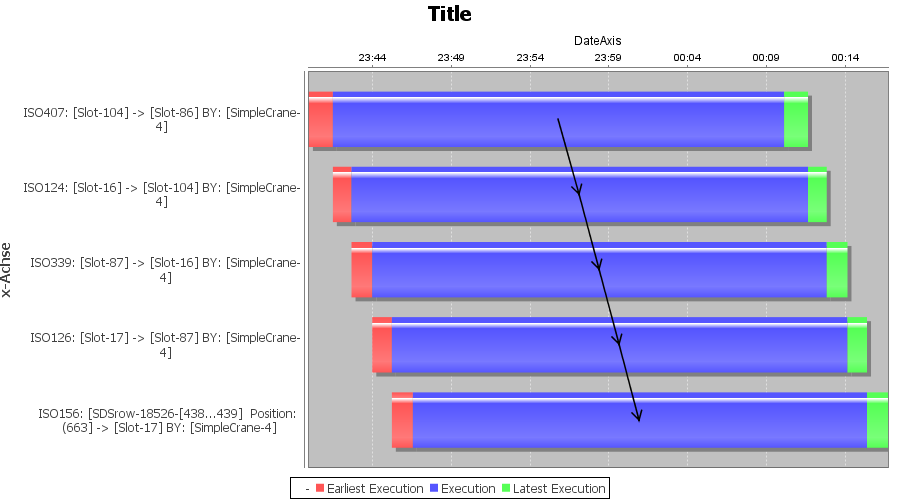 Title
DateAxis
23:44 23:49 23:54 23:59 00:04 00:09 00:14
x-Achse
ISO407: [Slot-104] -> [Slot-86] BY: [SimpleCrane-
4]
ISO124: [Slot-16] -> [Slot-104] BY: [SimpleCrane-
4]
ISO339: [Slot-87] -> [Slot-16] BY: [SimpleCrane-
4]
ISO126: [Slot-17] -> [Slot-87] BY: [SimpleCrane-
4]
ISO156: [SDSrow-18526-[438...439] Position:
(663] -> [Slot-17] BY: [SimpleCrane-4]
- Earliest Execution Execution Latest Execution